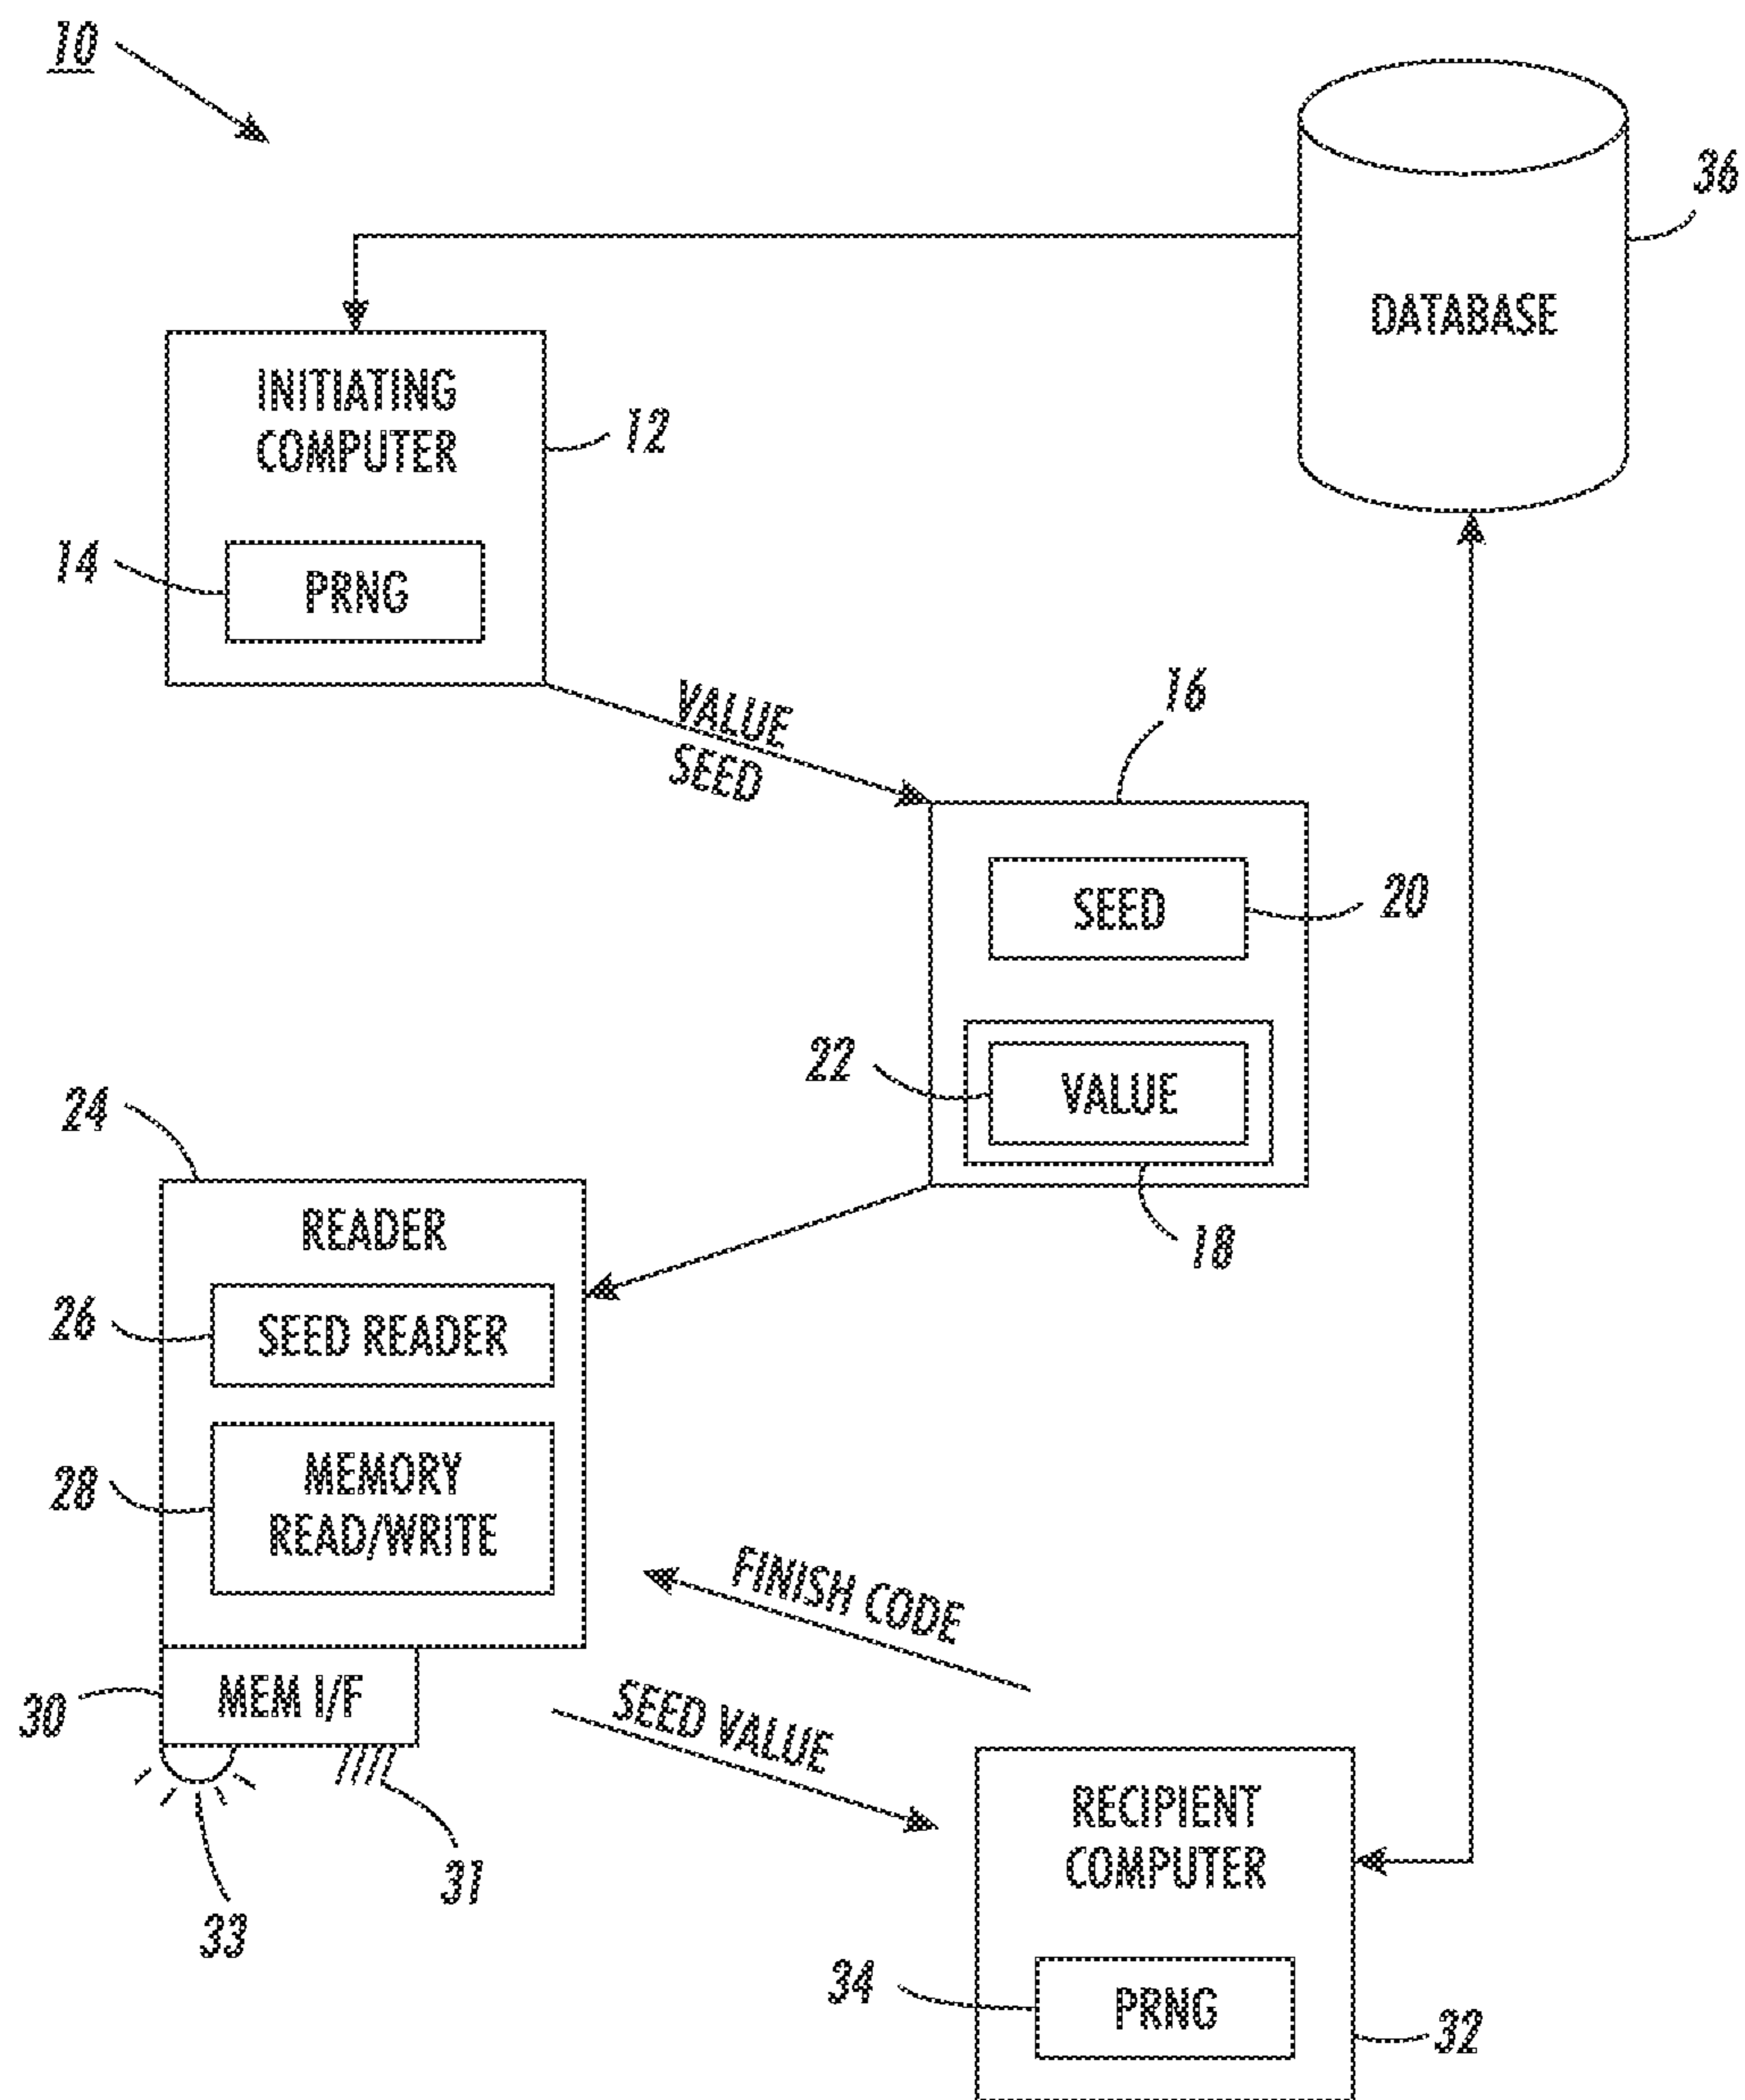 10
36
DATABASE
INITIATING
COMPUTER
12
14
PRNG
VALUE
SEED
16
SEED
20
22
VALUE
18
24
READER
26
SEED READER
28
MEMORY
READ/WRITE
FINISH CODE
30
MEM I/F
SEED VALUE
31
33
RECIPIENT
COMPUTER
34
PRNG
32